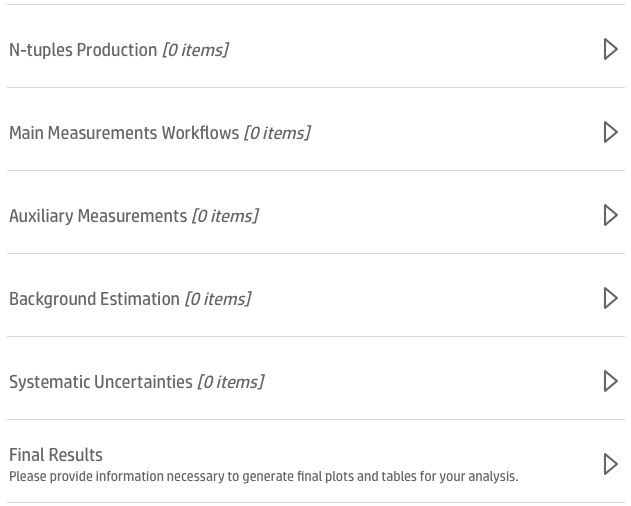 N-tuples Production [0 items]
Main Measurements Workflows [0 items]
Auxiliary Measurements [0 items]
Background Estimation [0 items]
Systematic Uncertainties [0 items]
Final Results
Please provide information necessary to generate final plots and tables for your analysis.